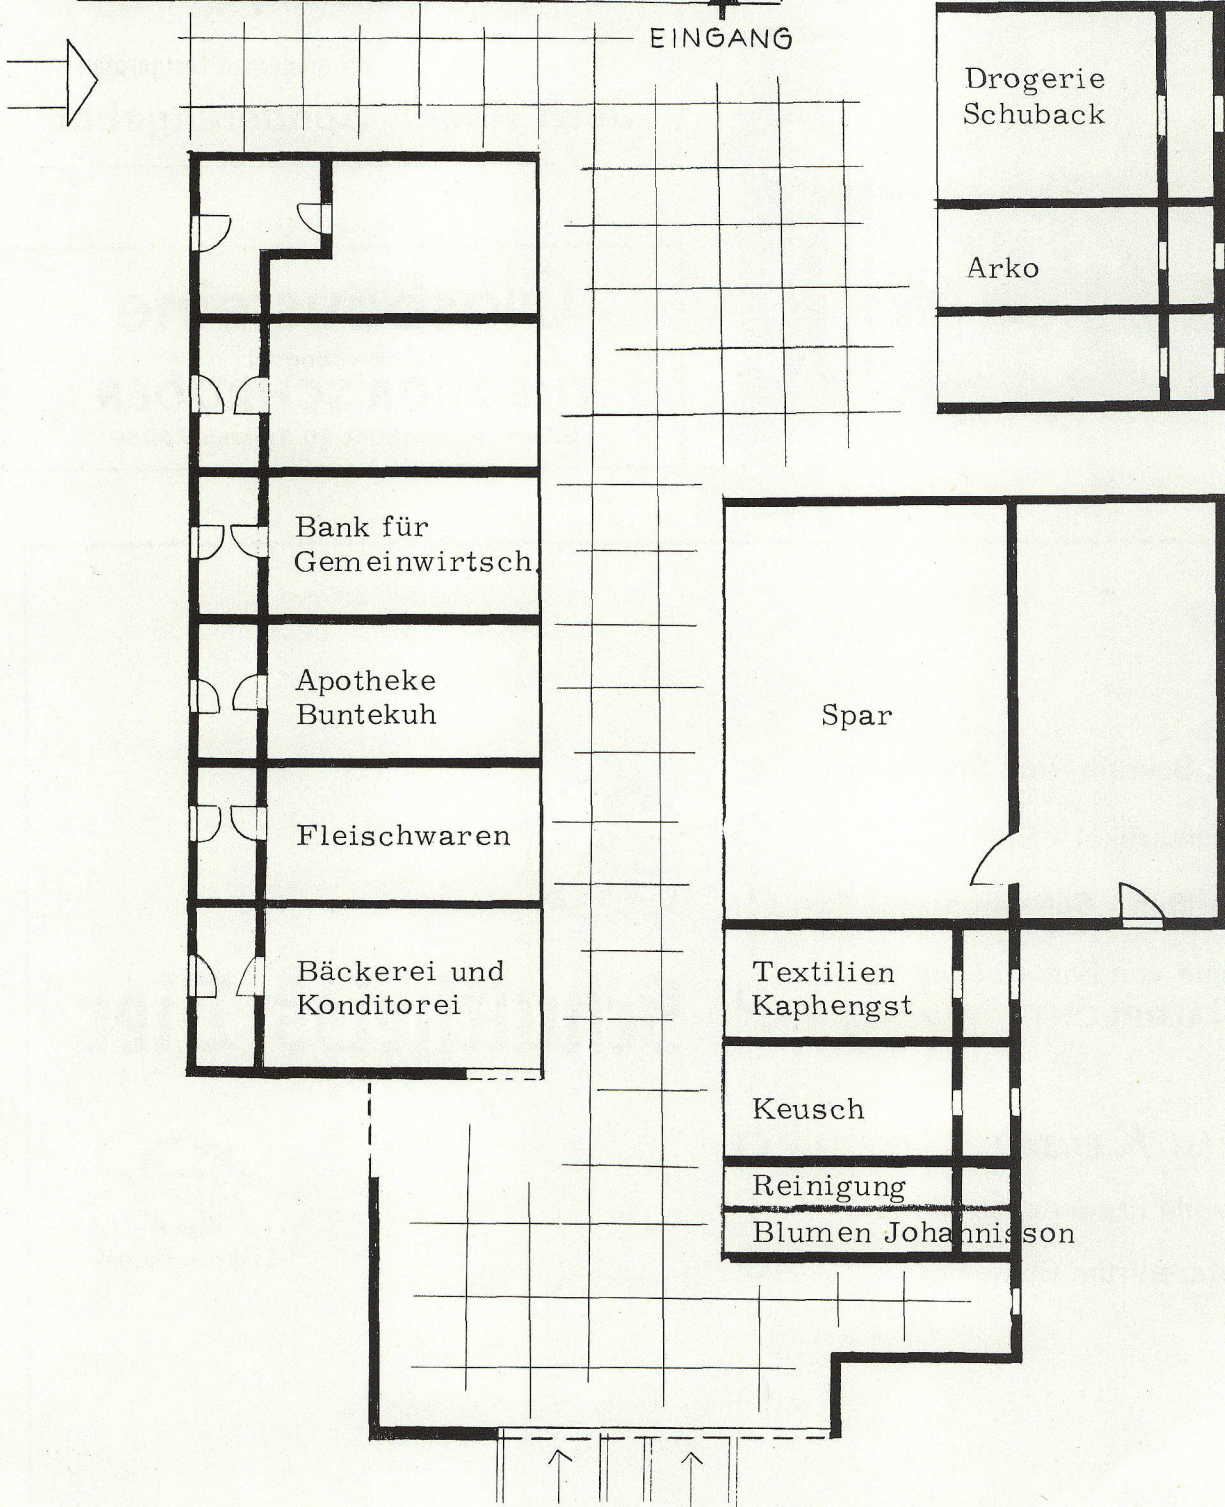 EINGANG
Drogerie
Schuback
Arko
Bank für
Gemeinwirtsch.
Apotheke
Buntekuh
Fleischwaren
Bäckerei und
Konditorei
Spar
Textilien
Kaphengst
Keusch
Reinigung
Blumen Johannisson